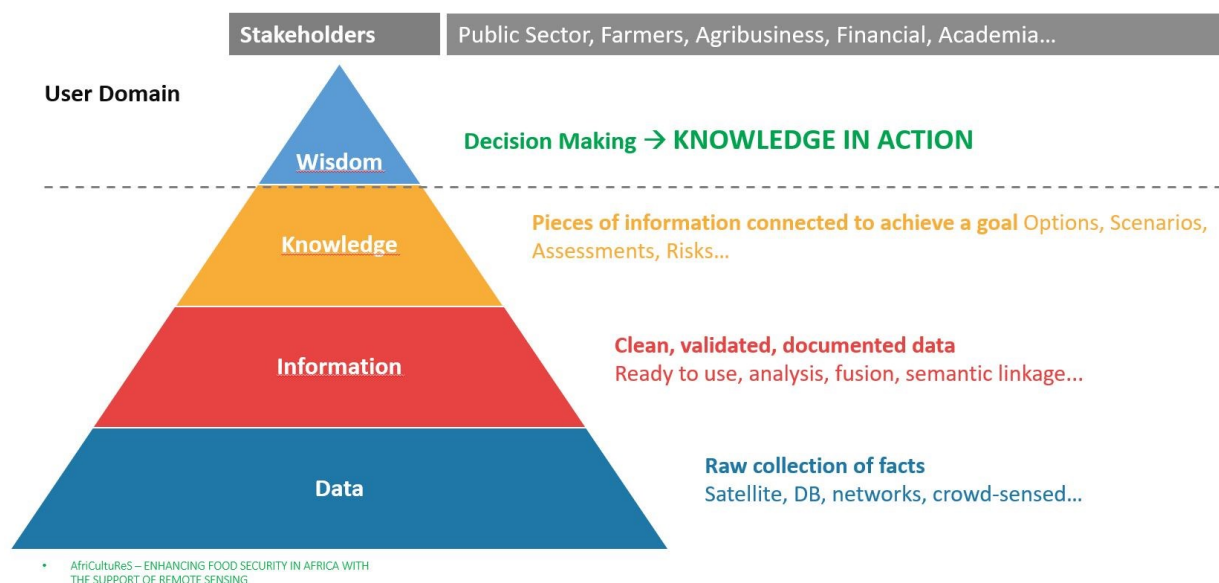 Stakeholders
Public Sector, Farmers, Agribusiness, Financial, Academia...
User Domain
Wisdom
Decision Making → KNOWLEDGE IN ACTION
Knowledge
Pieces of information connected to achieve a goal Options, Scenarios,
Assessments, Risks...
Information
Clean, validated, documented data
Ready to use, analysis, fusion, semantic linkage...
Data
Raw collection of facts
Satellite, DB, networks, crowd-sensed...
• AfriCultuReS – ENHANCING FOOD SECURITY IN AFRICA WITH
THE SUPPORT OF REMOTE SENSING